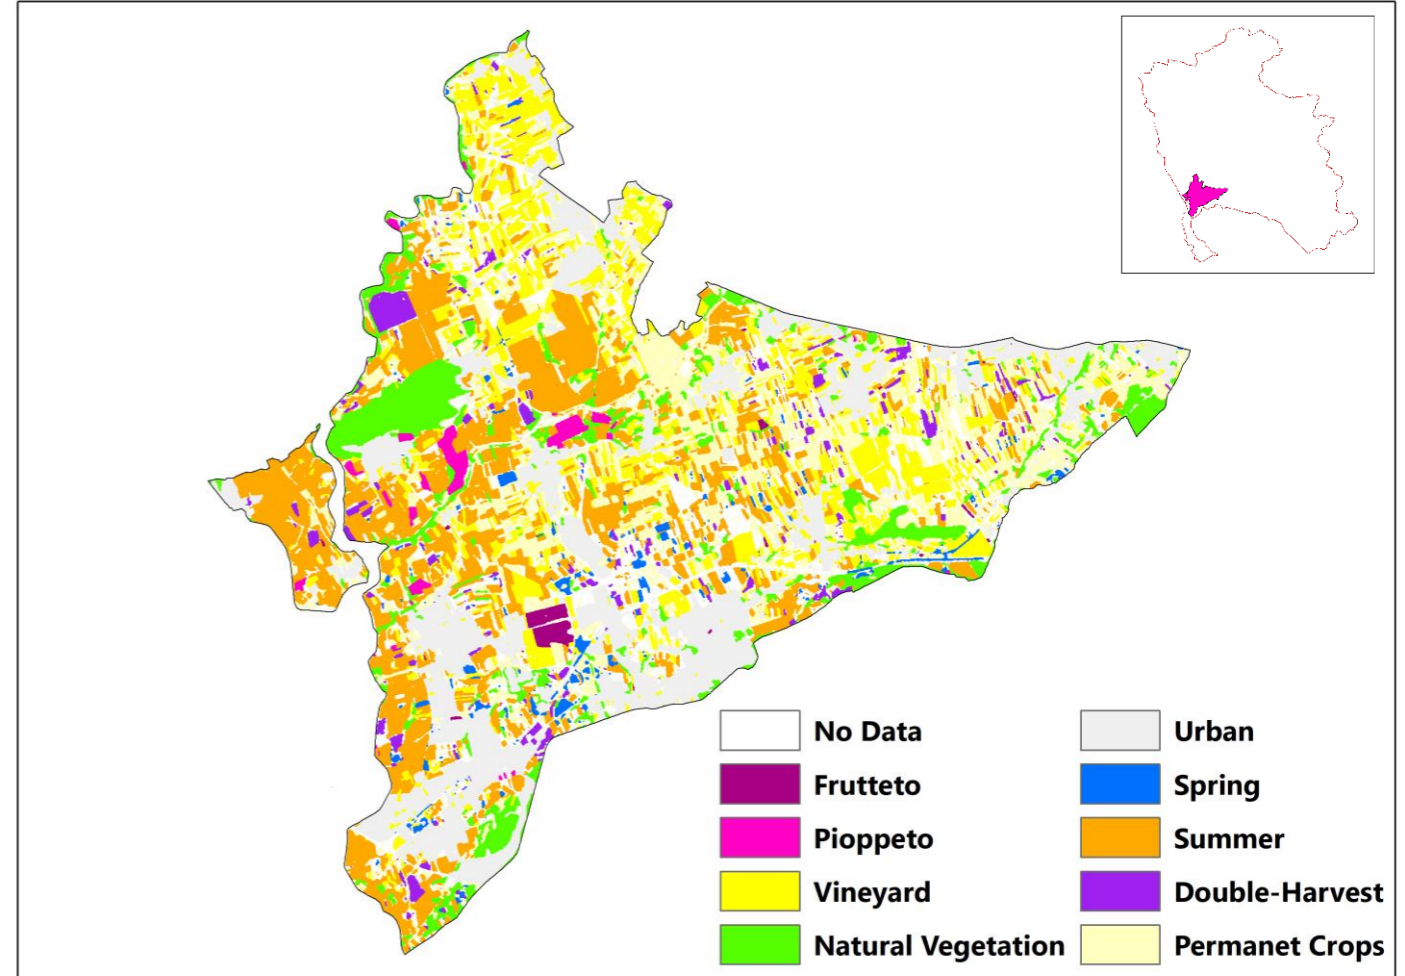 No Data
Frutteto
Pioppeto
Vineyard
Natural Vegetation
Urban
Spring
Summer
Double-Harvest
Permanet Crops